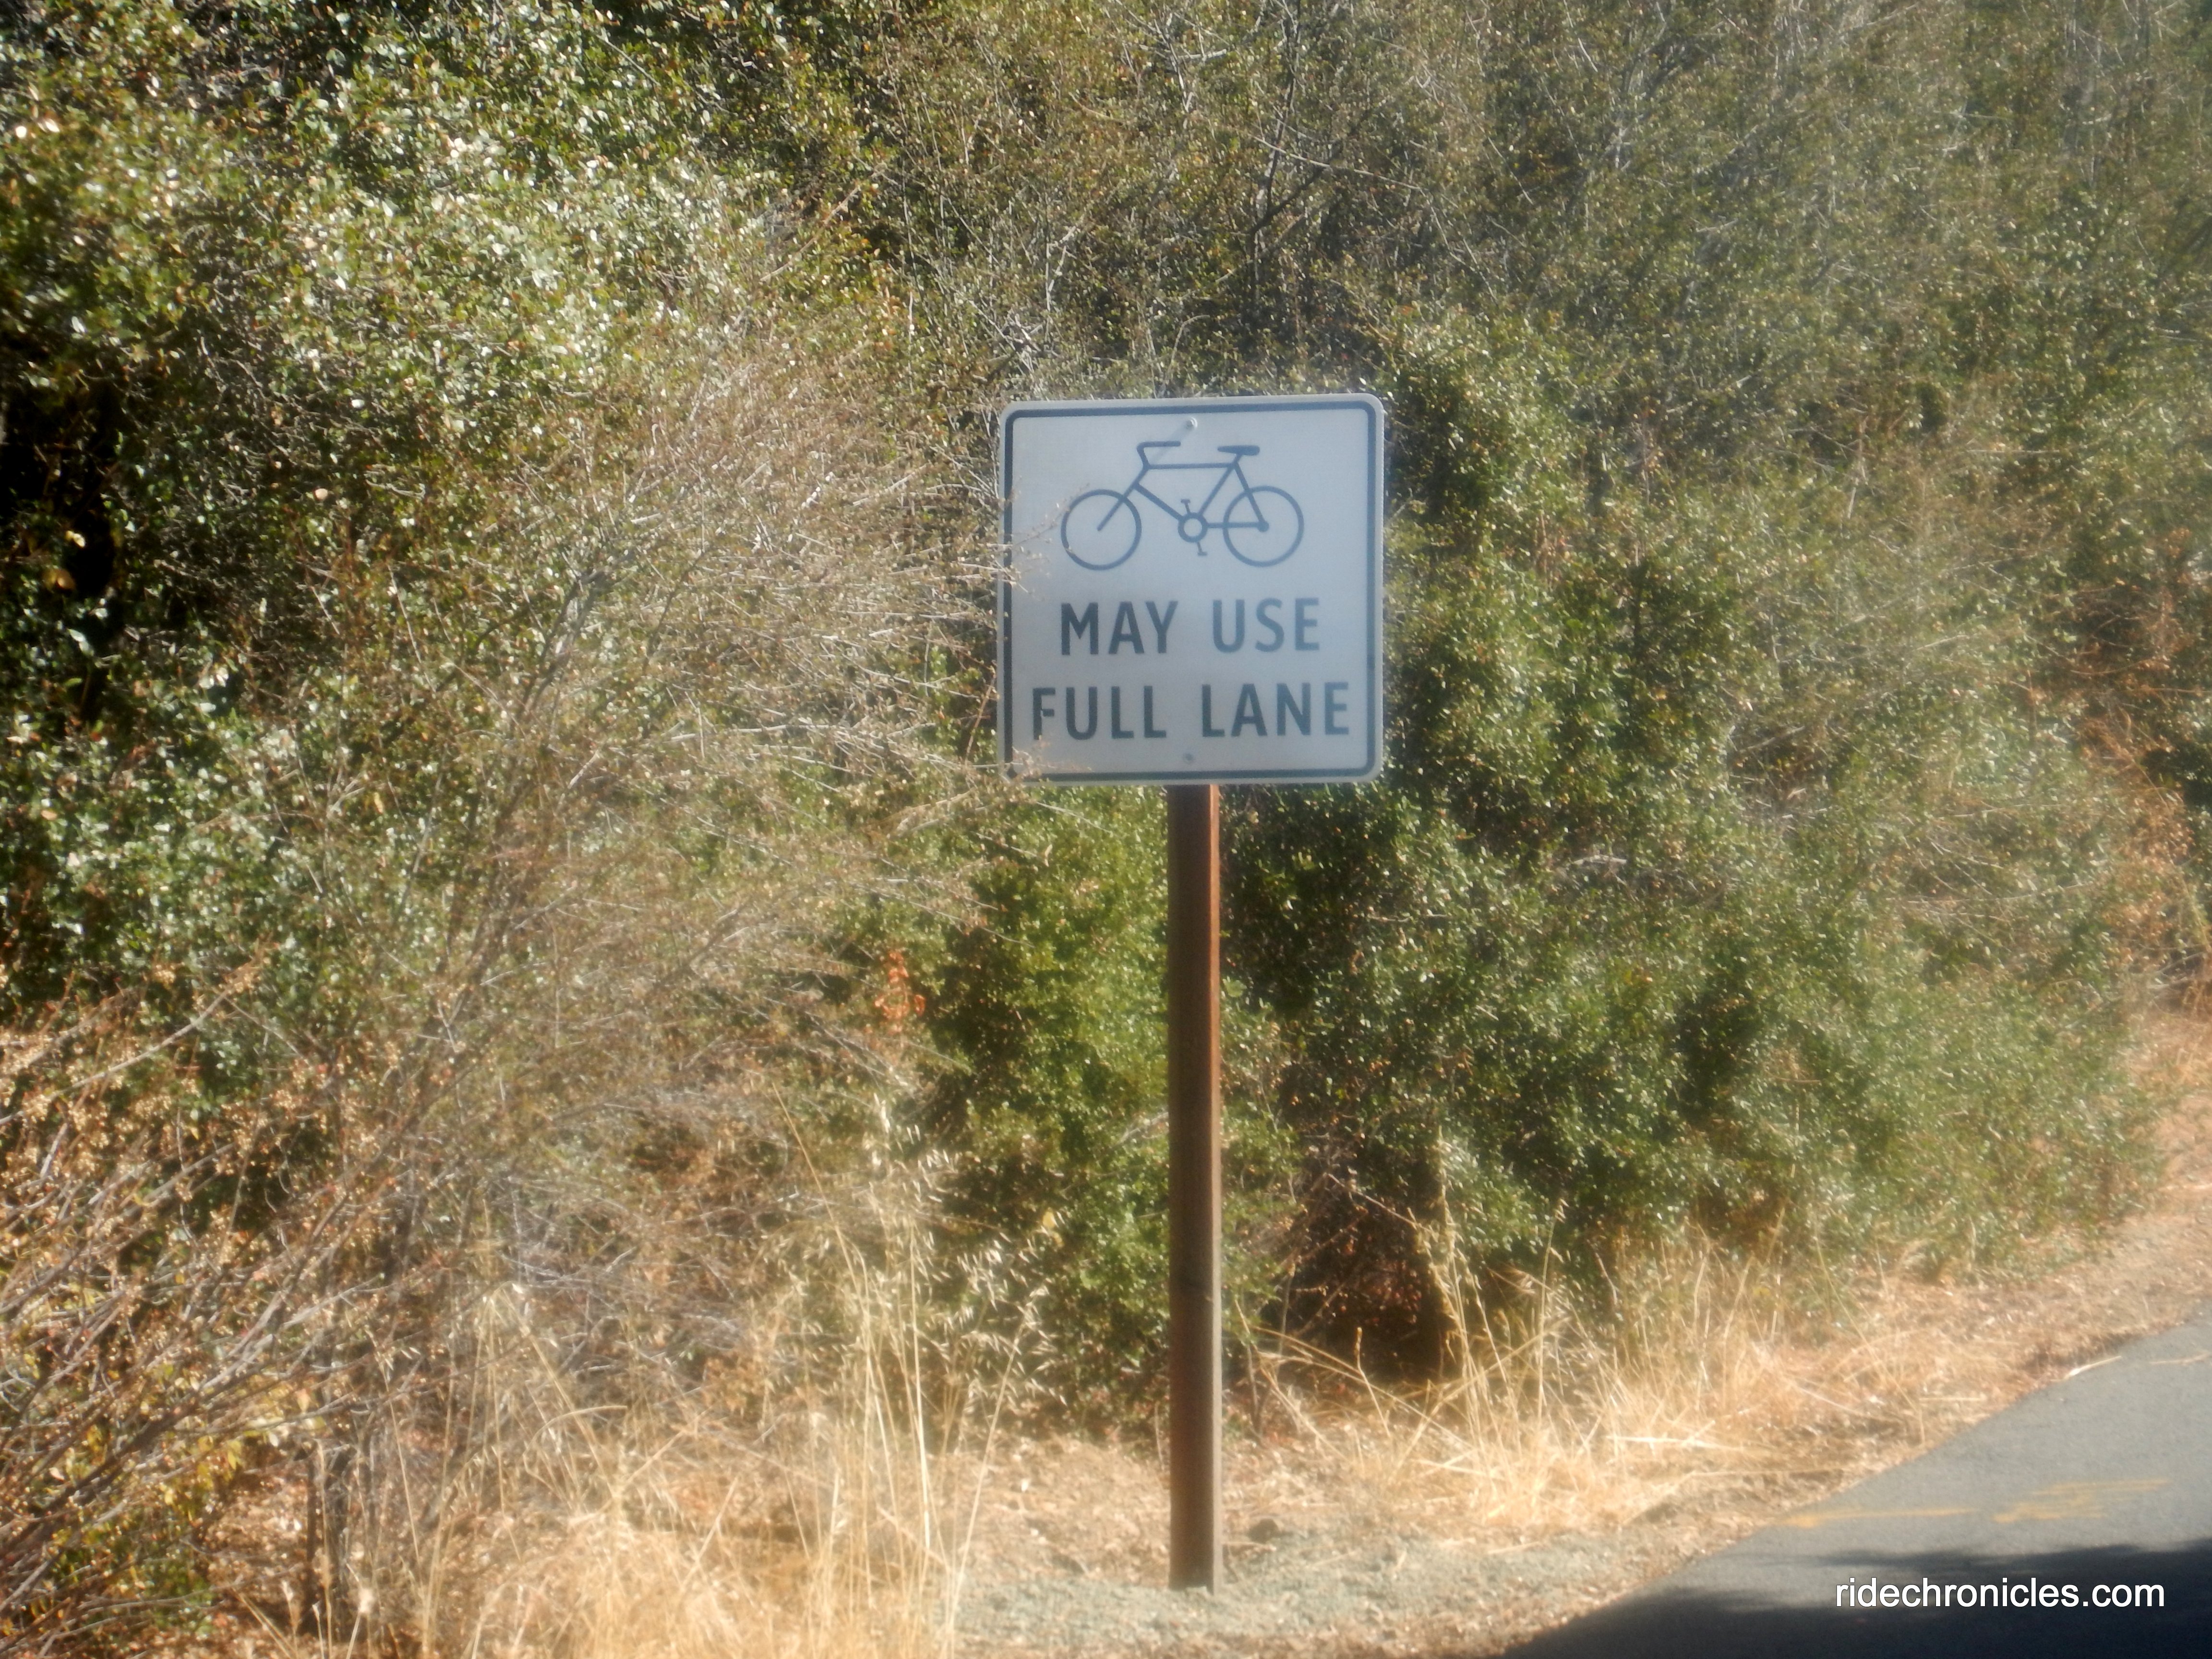 MAY USE
FULL LANE
ridechronicles.com